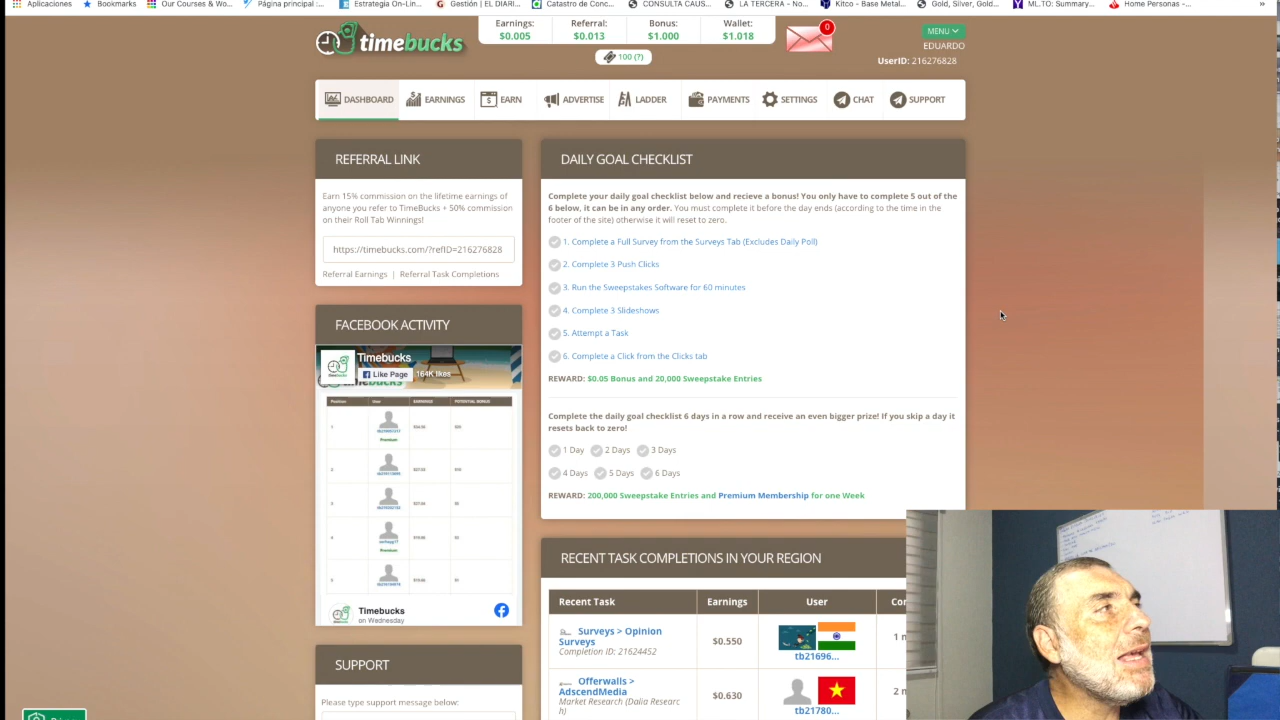 Aplicaciones
Bookmarks
Our Courses & Wo...
Página principal :...
Estrategia On-Lin...
Gestión | EL DIARI...
Catastro de Conc...
CONSULTA CAUS...
LA TERCERA - No...
Kitco - Base Metal...
Gold, Silver, Gold...
ML.TO: Summary...
Home Personas -...
»
timebucks
Earnings:
$0.005
Referral:
$0.013
Bonus:
$1.000
Wallet:
$1.018
100 (?)
0
MENU
EDUARDO
UserID: 216276828
DASHBOARD
EARNINGS
EARN
ADVERTISE
LADDER
PAYMENTS
SETTINGS
CHAT
SUPPORT
REFERRAL LINK
Earn 15% commission on the lifetime earnings of
anyone you refer to TimeBucks + 50% commission
on their Roll Tab Winnings!
https://timebucks.com/?refID=216276828
Referral Earnings | Referral Task Completions
FACEBOOK ACTIVITY
Timebucks
Like Page
164K likes
Timebucks
on Wednesday
SUPPORT
Please type support message below:
DAILY GOAL CHECKLIST
Complete your daily goal checklist below and recieve a bonus! You only have to complete 5 out of the
6 below, it can be in any order. You must complete it before the day ends (according to the time in the
footer of the site) otherwise it will reset to zero.
1. Complete a Full Survey from the Surveys Tab (Excludes Daily Poll)
2. Complete 3 Push Clicks
3. Run the Sweepstakes Software for 60 minutes
4. Complete 3 Slideshows
5. Attempt a Task
6. Complete a Click from the Clicks tab
REWARD: $0.05 Bonus and 20,000 Sweepstake Entries
Complete the daily goal checklist 6 days in a row and receive an even bigger prize! If you skip a day it
resets back to zero!
1 Day 2 Days 3 Days
4 Days 5 Days 6 Days
REWARD: 200,000 Sweepstake Entries and Premium Membership for one Week
RECENT TASK COMPLETIONS IN YOUR REGION
Recent Task
Earnings
User
Surveys > Opinion
Surveys
Completion ID: 21624452
$0.550
tb21696...
Offerwalls >
AdscendMedia
Market Research (Dalia Researc
h)
$0.630
tb21780...